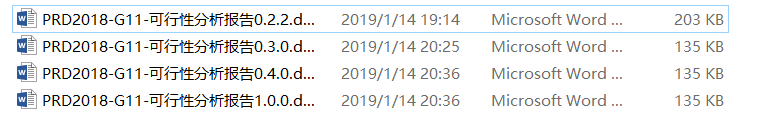 PRD2018-G11-可行性分析报告0.2.2.d... 2019/1/14 19:14 Microsoft Word ... 203 KB
PRD2018-G11-可行性分析报告0.3.0.d... 2019/1/14 20:25 Microsoft Word ... 135 KB
PRD2018-G11-可行性分析报告0.4.0.d... 2019/1/14 20:36 Microsoft Word ... 135 KB
PRD2018-G11-可行性分析报告1.0.0.d... 2019/1/14 20:36 Microsoft Word ... 135 KB